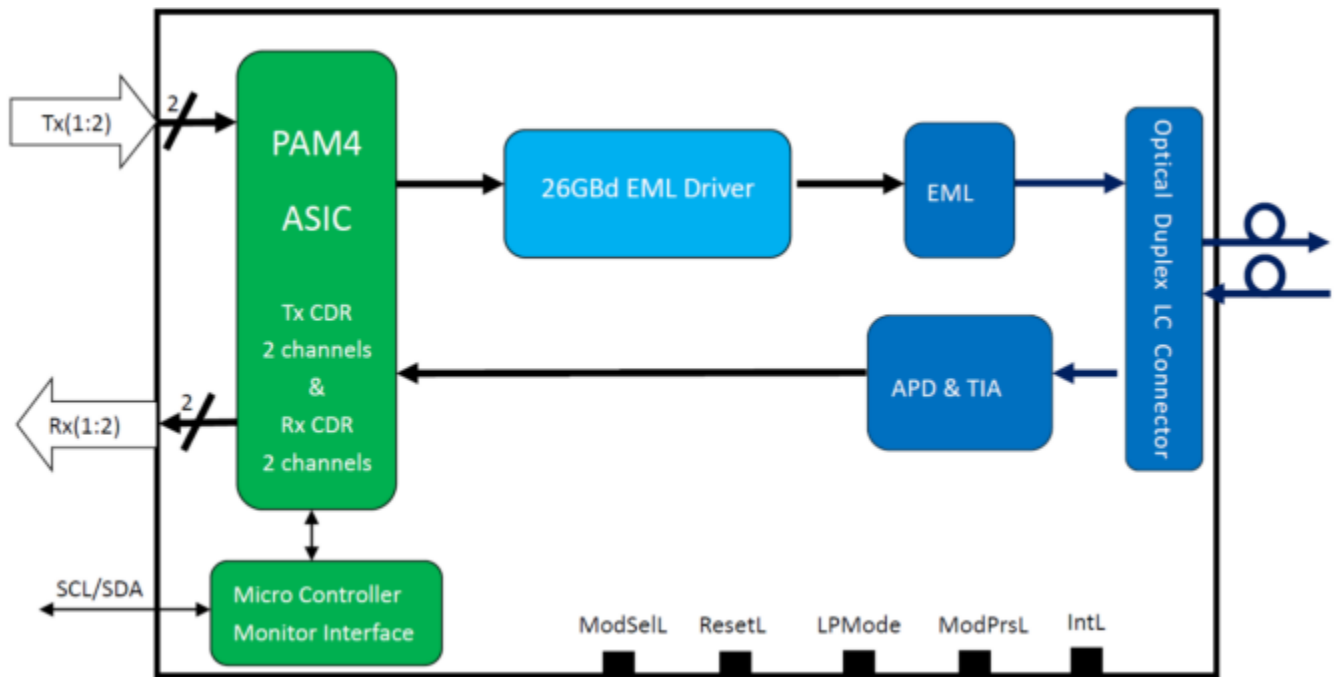 2
Tx(1:2)
PAM4
ASIC
Tx CDR
2 channels
&
Rx CDR
2 channels
26GBd EML Driver
EML
Optical Duplex LC Connector
APD & TIA
2
Rx(1:2)
SCL/SDA
Micro Controller
Monitor Interface
ModSelL
ResetL
LPMode
ModPrsL
IntL